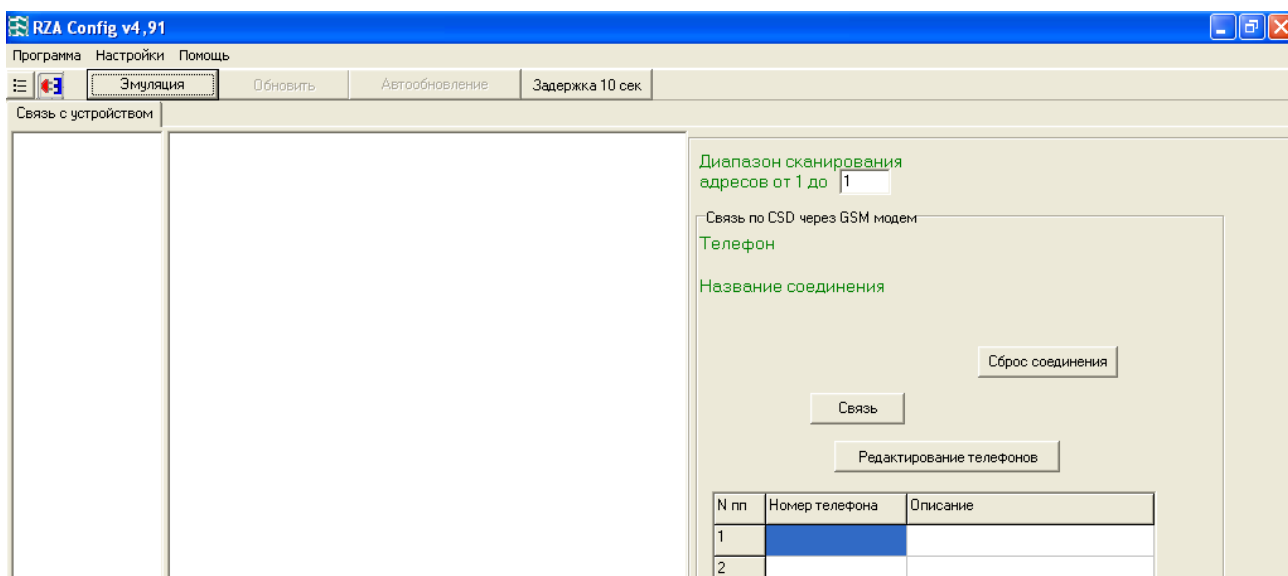 RZA Config v4,91
Программа Настройки Помощь
Эмуляция Обновить Автообновление Задержка 10 сек
Связь с устройством
Диапазон сканирования
адресов от 1 до 1
Связь по CSD через GSM модем
Телефон
Название соединения
Сброс соединения
Связь
Редактирование телефонов
N пп Номер телефона Описание
1
2